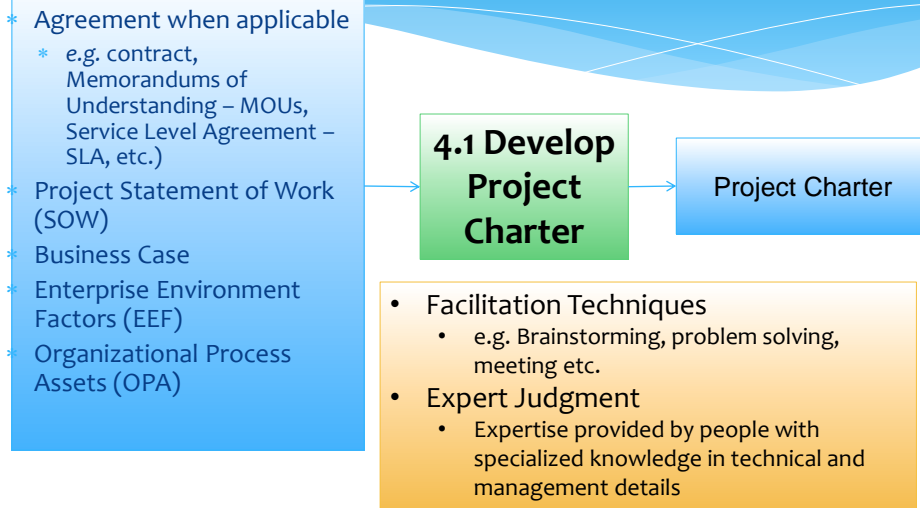 * Agreement when applicable
* e.g. contract,
Memorandums of
Understanding – MOUs,
Service Level Agreement –
SLA, etc.)
* Project Statement of Work
(SOW)
* Business Case
* Enterprise Environment
Factors (EEF)
* Organizational Process
Assets (OPA)
4.1 Develop
Project
Charter
Project Charter
• Facilitation Techniques
• e.g. Brainstorming, problem solving,
meeting etc.
• Expert Judgment
• Expertise provided by people with
specialized knowledge in technical and
management details